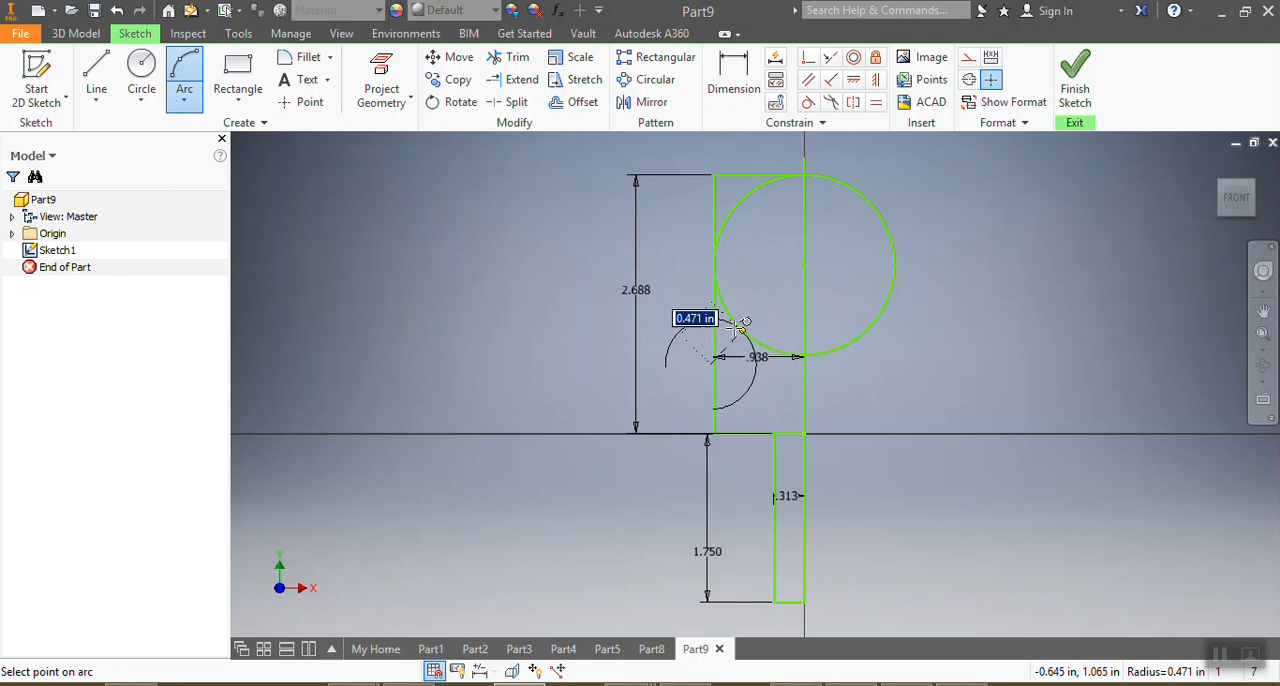 PRO
Material
Default
fx
Part9
Search Help & Commands...
Sign In
File
3D Model
Sketch
Inspect
Tools
Manage
View
Environments
BIM
Get Started
Vault
Autodesk A360
Start
2D Sketch
Line
Circle
Arc
Rectangle
Fillet
Text
Point
Project
Geometry
Move
Copy
Rotate
Trim
Extend
Split
Scale
Stretch
Offset
Rectangular
Circular
Mirror
Dimension
Image
Points
ACAD
Show Format
Finish
Sketch
Sketch
Create
Modify
Pattern
Constrain
Insert
Format
Exit
Model
Part9
View: Master
Origin
Sketch1
End of Part
FRONT
2.688
0.471 in
.938
.313
1.750
Y
X
My Home
Part1
Part2
Part3
Part4
Part5
Part8
Part9
Select point on arc
-0.645 in, 1.065 in
Radius=0.471 in
1
7